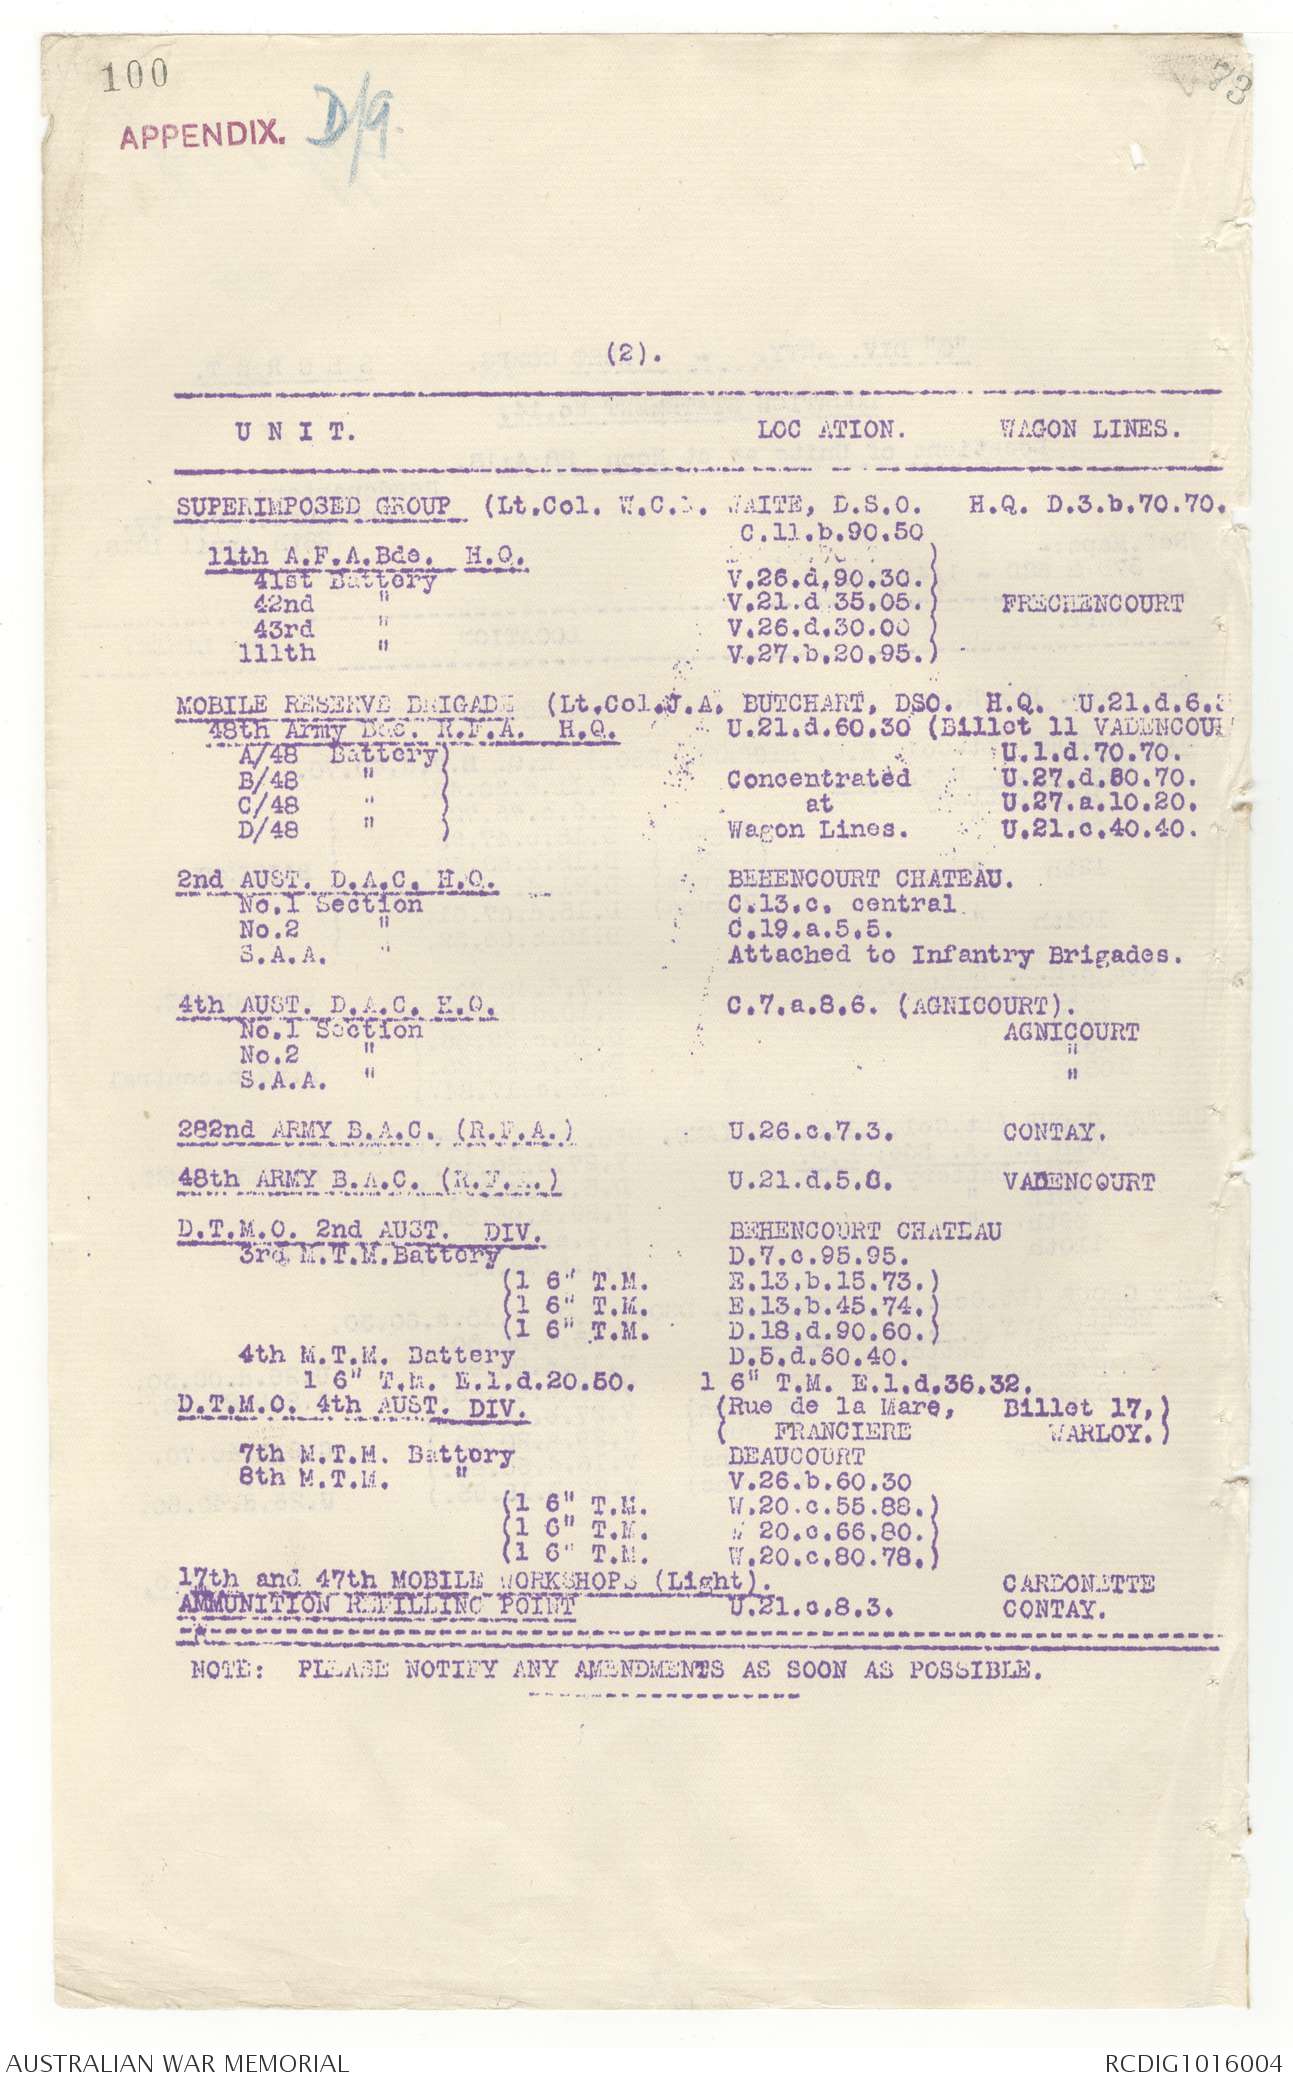 100
73
APPENDIX. D/9.
(2).
U N I T. LOC ATION. WAGON LINES.
SUPERIMPOSED GROUP (Lt.Col. W.C. WAITE, D.S.O. H.Q. D.3.b.70.70.
C.11.b.90.50
11th A.F.A.Bde. H.Q.
41st Battery V.26.d.90.30.)
42nd " V.21.d 35.05.) FRECHENCOURT
43rd " V.26.d.30.00 )
111th " V.27.b.20.95.)
MOBILE RESERVE BRIGADE (Lt.Col.J.A. BUTCHART, DSO. H.Q. U.21.d.6.3
48th Army Bde. R.F.A. H.Q. U.21.d.60.30 (Billet 11 VADENCOUR
A/48 Battery) U.1.d.70.70.
B/48 " ) Concentrated U.27.d.80.70.
C/48 " ) at U.27.a.10.20.
D/48 " ) Wagon Lines. U.21.c.40.40.
2nd AUST. D.A.C. H.Q. BEHENCOURT CHATEAU.
No.1 Section C.13.c. central
No.2 " C.19.a.5.5.
S.A.A. " Attached to Infantry Brigades.
4th AUST. D.A.C. H.Q. C.7.a.8.6. (AGNICOURT).
No.1 Section AGNICOURT
No.2 " "
S.A.A. " "
282nd ARMY B.A.C. (R.F.A.) U.26.c.7.3. CONTAY.
48th ARMY B.A.C. (R.F.A.) U.21.d.5.8. VADENCOURT
D.T.M.O. 2nd AUST. DIV. BEHENCOURT CHATEAU
3rd M.T.M.Battery D.7.c.95.95.
(1 6" T.M. E.13.b.15.73.)
(1 6" T.M. E.13.b.45.74.)
(1 6" T.M. D.18.d.90.60.)
4th M.T.M. Battery D.5.d.60.40.
1 6" T.M. E.1.d.20.50. 1 6" T.M. E.1.d.36.32.
D.T.M.O. 4th AUST. DIV. (Rue de la Mare, Billet 17,)
( FRANCIERE WARLOY.)
7th M.T.M. Battery BEAUCOURT
8th M.T.M. " V.26.b.60.30
(1 6" T.M. W.20.c.55.88.)
(1 6" T.M. W 20.c.66.80.)
(1 6" T.M. W.20.c.80.78.)
17th and 47th MOBILE WORKSHOPS (Light). CARDONETTE
AMMUNITION REFILLING POINT U.21.c.8.3. CONTAY.
NOTE: PLEASE NOTIFY ANY AMENDMENTS AS SOON AS POSSIBLE.
AUSTRALIAN WAR MEMORIAL RCDIG1016004